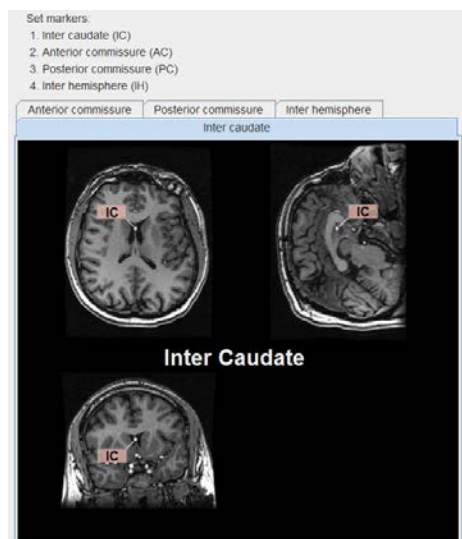 Set markers:
1. Inter caudate (IC)
2. Anterior commissure (AC)
3. Posterior commissure (PC)
4. Inter hemisphere (IH)
Anterior commissure Posterior commissure Inter hemisphere
Inter caudate
IC IC
Inter Caudate
IC